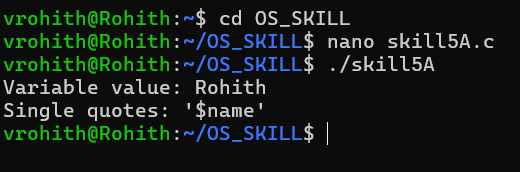 vrohith@Rohith:~$ cd OS_SKILL
vrohith@Rohith:~/OS_SKILL$ nano skill5A.c
vrohith@Rohith:~/OS_SKILL$ ./skill5A
Variable value: Rohith
Single quotes: '$name'
vrohith@Rohith:~/OS_SKILL$